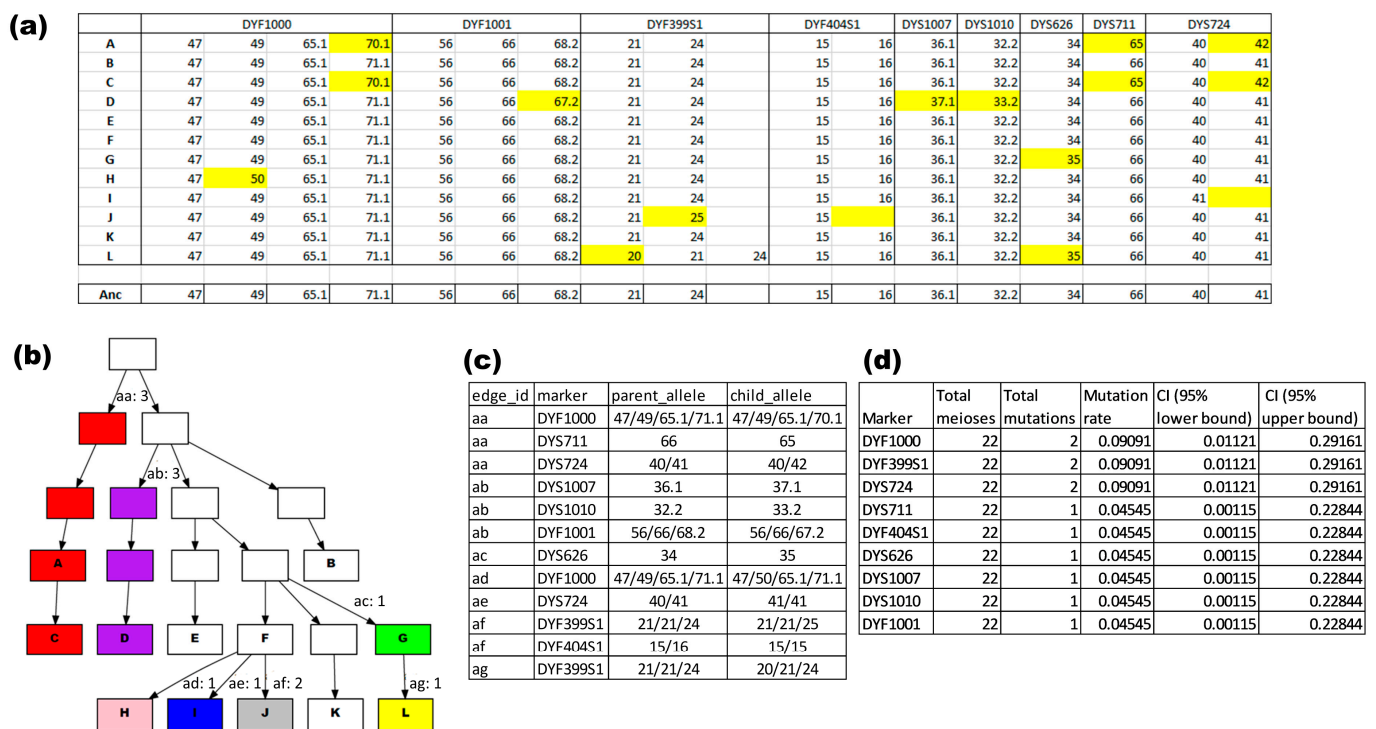 (a)
DYF1000 DYF1001 DYF399S1 DYF404S1 DYS1007 DYS1010 DYS626 DYS711 DYS724
A 47 49 65.1 70.1 56 66 68.2 21 24 15 16 36.1 32.2 34 65 40 42
B 47 49 65.1 71.1 56 66 68.2 21 24 15 16 36.1 32.2 34 66 40 41
C 47 49 65.1 70.1 56 66 68.2 21 24 15 16 36.1 32.2 34 65 40 42
D 47 49 65.1 71.1 56 66 67.2 21 24 15 16 37.1 33.2 34 66 40 41
E 47 49 65.1 71.1 56 66 68.2 21 24 15 16 36.1 32.2 34 66 40 41
F 47 49 65.1 71.1 56 66 68.2 21 24 15 16 36.1 32.2 34 66 40 41
G 47 49 65.1 71.1 56 66 68.2 21 24 15 16 36.1 32.2 35 66 40 41
H 47 50 65.1 71.1 56 66 68.2 21 24 15 16 36.1 32.2 34 66 40 41
I 47 49 65.1 71.1 56 66 68.2 21 24 15 16 36.1 32.2 34 66 41
J 47 49 65.1 71.1 56 66 68.2 21 25 15 36.1 32.2 34 66 40 41
K 47 49 65.1 71.1 56 66 68.2 21 24 15 16 36.1 32.2 34 66 40 41
L 47 49 65.1 71.1 56 66 68.2 20 21 24 15 16 36.1 32.2 35 66 40 41
Anc 47 49 65.1 71.1 56 66 68.2 21 24 15 16 36.1 32.2 34 66 40 41
(b)
aa: 3
ab: 3
A B
ac: 1
C D E F G
ad: 1 ae: 1 af: 2 ag: 1
H I J K L
(c)
edge_id marker parent_allele child_allele
aa DYF1000 47/49/65.1/71.1 47/49/65.1/70.1
aa DYS711 66 65
aa DYS724 40/41 40/42
ab DYS1007 36.1 37.1
ab DYS1010 32.2 33.2
ab DYF1001 56/66/68.2 56/66/67.2
ac DYS626 34 35
ad DYF1000 47/49/65.1/71.1 47/50/65.1/71.1
ae DYS724 40/41 41/41
af DYF399S1 21/21/24 21/21/25
af DYF404S1 15/16 15/15
ag DYF399S1 21/21/24 20/21/24
(d)
Total Total Mutation CI (95% CI (95%
Marker meioses mutations rate lower bound) upper bound)
DYF1000 22 2 0.09091 0.01121 0.29161
DYF399S1 22 2 0.09091 0.01121 0.29161
DYS724 22 2 0.09091 0.01121 0.29161
DYS711 22 1 0.04545 0.00115 0.22844
DYF404S1 22 1 0.04545 0.00115 0.22844
DYS626 22 1 0.04545 0.00115 0.22844
DYS1007 22 1 0.04545 0.00115 0.22844
DYS1010 22 1 0.04545 0.00115 0.22844
DYF1001 22 1 0.04545 0.00115 0.22844